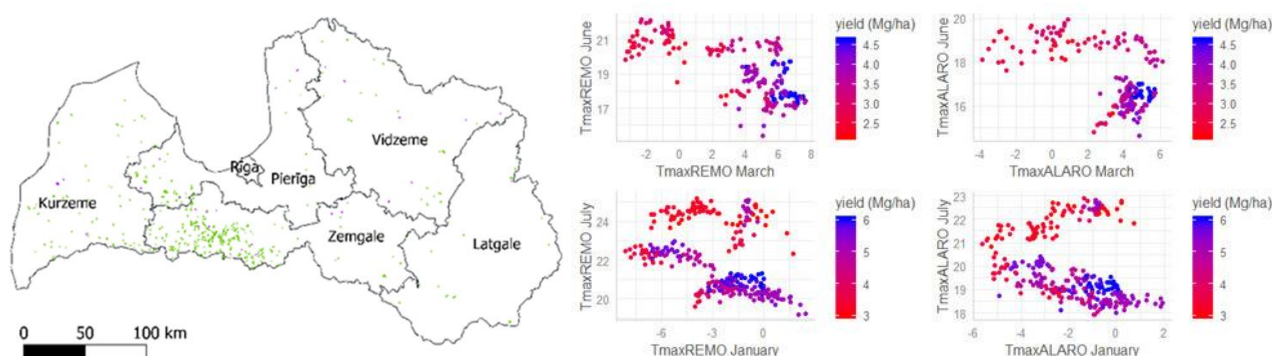 Kurzeme
Rīga
Pierīga
Vidzeme
Zemgale
Latgale
0 50 100 km
yield (Mg/ha)
4.5
4.0
3.5
3.0
2.5
TmaxREMO June
21
19
17
-2 0 2 4 6 8
TmaxREMO March
yield (Mg/ha)
4.5
4.0
3.5
3.0
2.5
TmaxALARO June
20
18
16
-4 -2 0 2 4 6
TmaxALARO March
yield (Mg/ha)
6
5
4
3
TmaxREMO July
24
22
20
-6 -3 0
TmaxREMO January
yield (Mg/ha)
6
5
4
3
TmaxALARO July
23
22
21
20
19
18
-6 -4 -2 0 2
TmaxALARO January